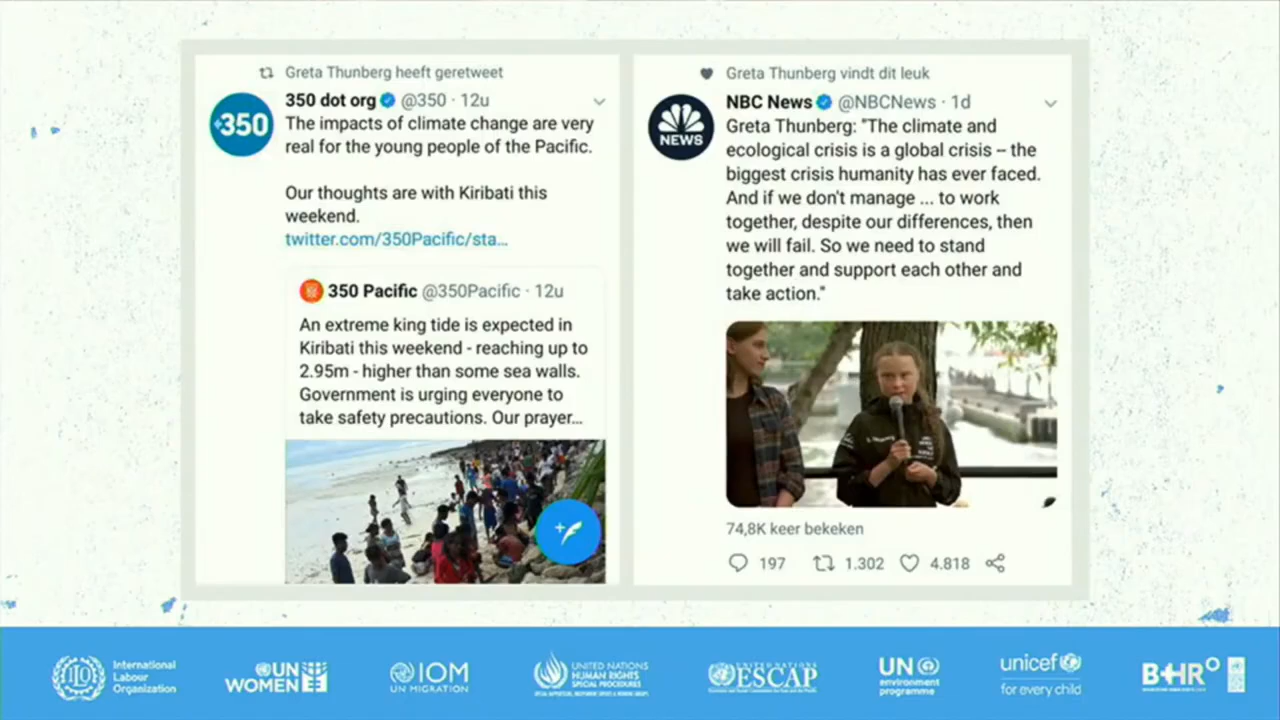 Greta Thunberg heeft geretweet
350 dot org @350 · 12u
The impacts of climate change are very
real for the young people of the Pacific.
Our thoughts are with Kiribati this
weekend.
twitter.com/350Pacific/sta...
350 Pacific @350Pacific · 12u
An extreme king tide is expected in
Kiribati this weekend - reaching up to
2.95m - higher than some sea walls.
Government is urging everyone to
take safety precautions. Our prayer...
350
Greta Thunberg vindt dit leuk
NBC News @NBCNews · 1d
Greta Thunberg: "The climate and
ecological crisis is a global crisis – the
biggest crisis humanity has ever faced.
And if we don't manage ... to work
together, despite our differences, then
we will fail. So we need to stand
together and support each other and
take action."
NEWS
74,8K keer bekeken
197 1.302 4.818
International
Labour
Organization
UN
WOMEN
IOM
UN MIGRATION
UNITED NATIONS
HUMAN RIGHTS
SPECIAL PROCEDURES
UNITED NATIONS
ESCAP
UN
environment
programme
unicef
for every child
B+HR